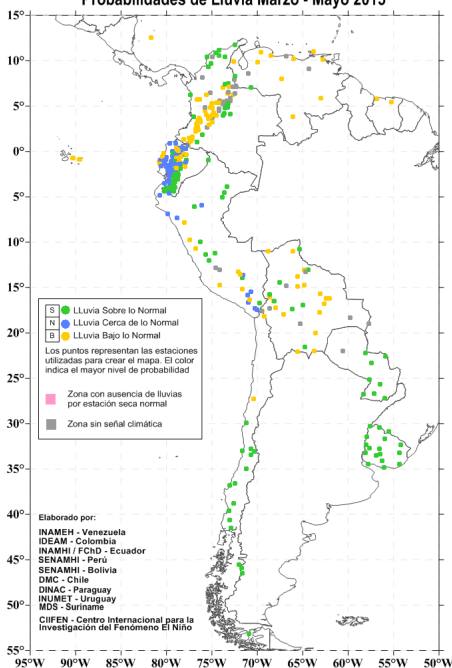 Probabilidades de Lluvia Marzo - Mayo 2015
15°
10°
5°
0°
5°
10°
15°
20°
25°
30°
35°
40°
45°
50°
55°
95°W
90°W
85°W
80°W
75°W
70°W
65°W
60°W
55°W
50°W
S LLuvia Sobre lo Normal
N LLuvia Cerca de lo Normal
B LLuvia Bajo lo Normal
Los puntos representan las estaciones
utilizadas para crear el mapa. El color
indica el mayor nivel de probabilidad
Zona con ausencia de lluvias
por estación seca normal
Zona sin señal climática
Elaborado por:
INAMEH - Venezuela
IDEAM - Colombia
INAMHI / FChD - Ecuador
SENAMHI - Perú
SENAMHI - Bolivia
DMC - Chile
DINAC - Paraguay
INUMET - Uruguay
MDS - Suriname
CIIFEN - Centro Internacional para la
Investigación del Fenómeno El Niño